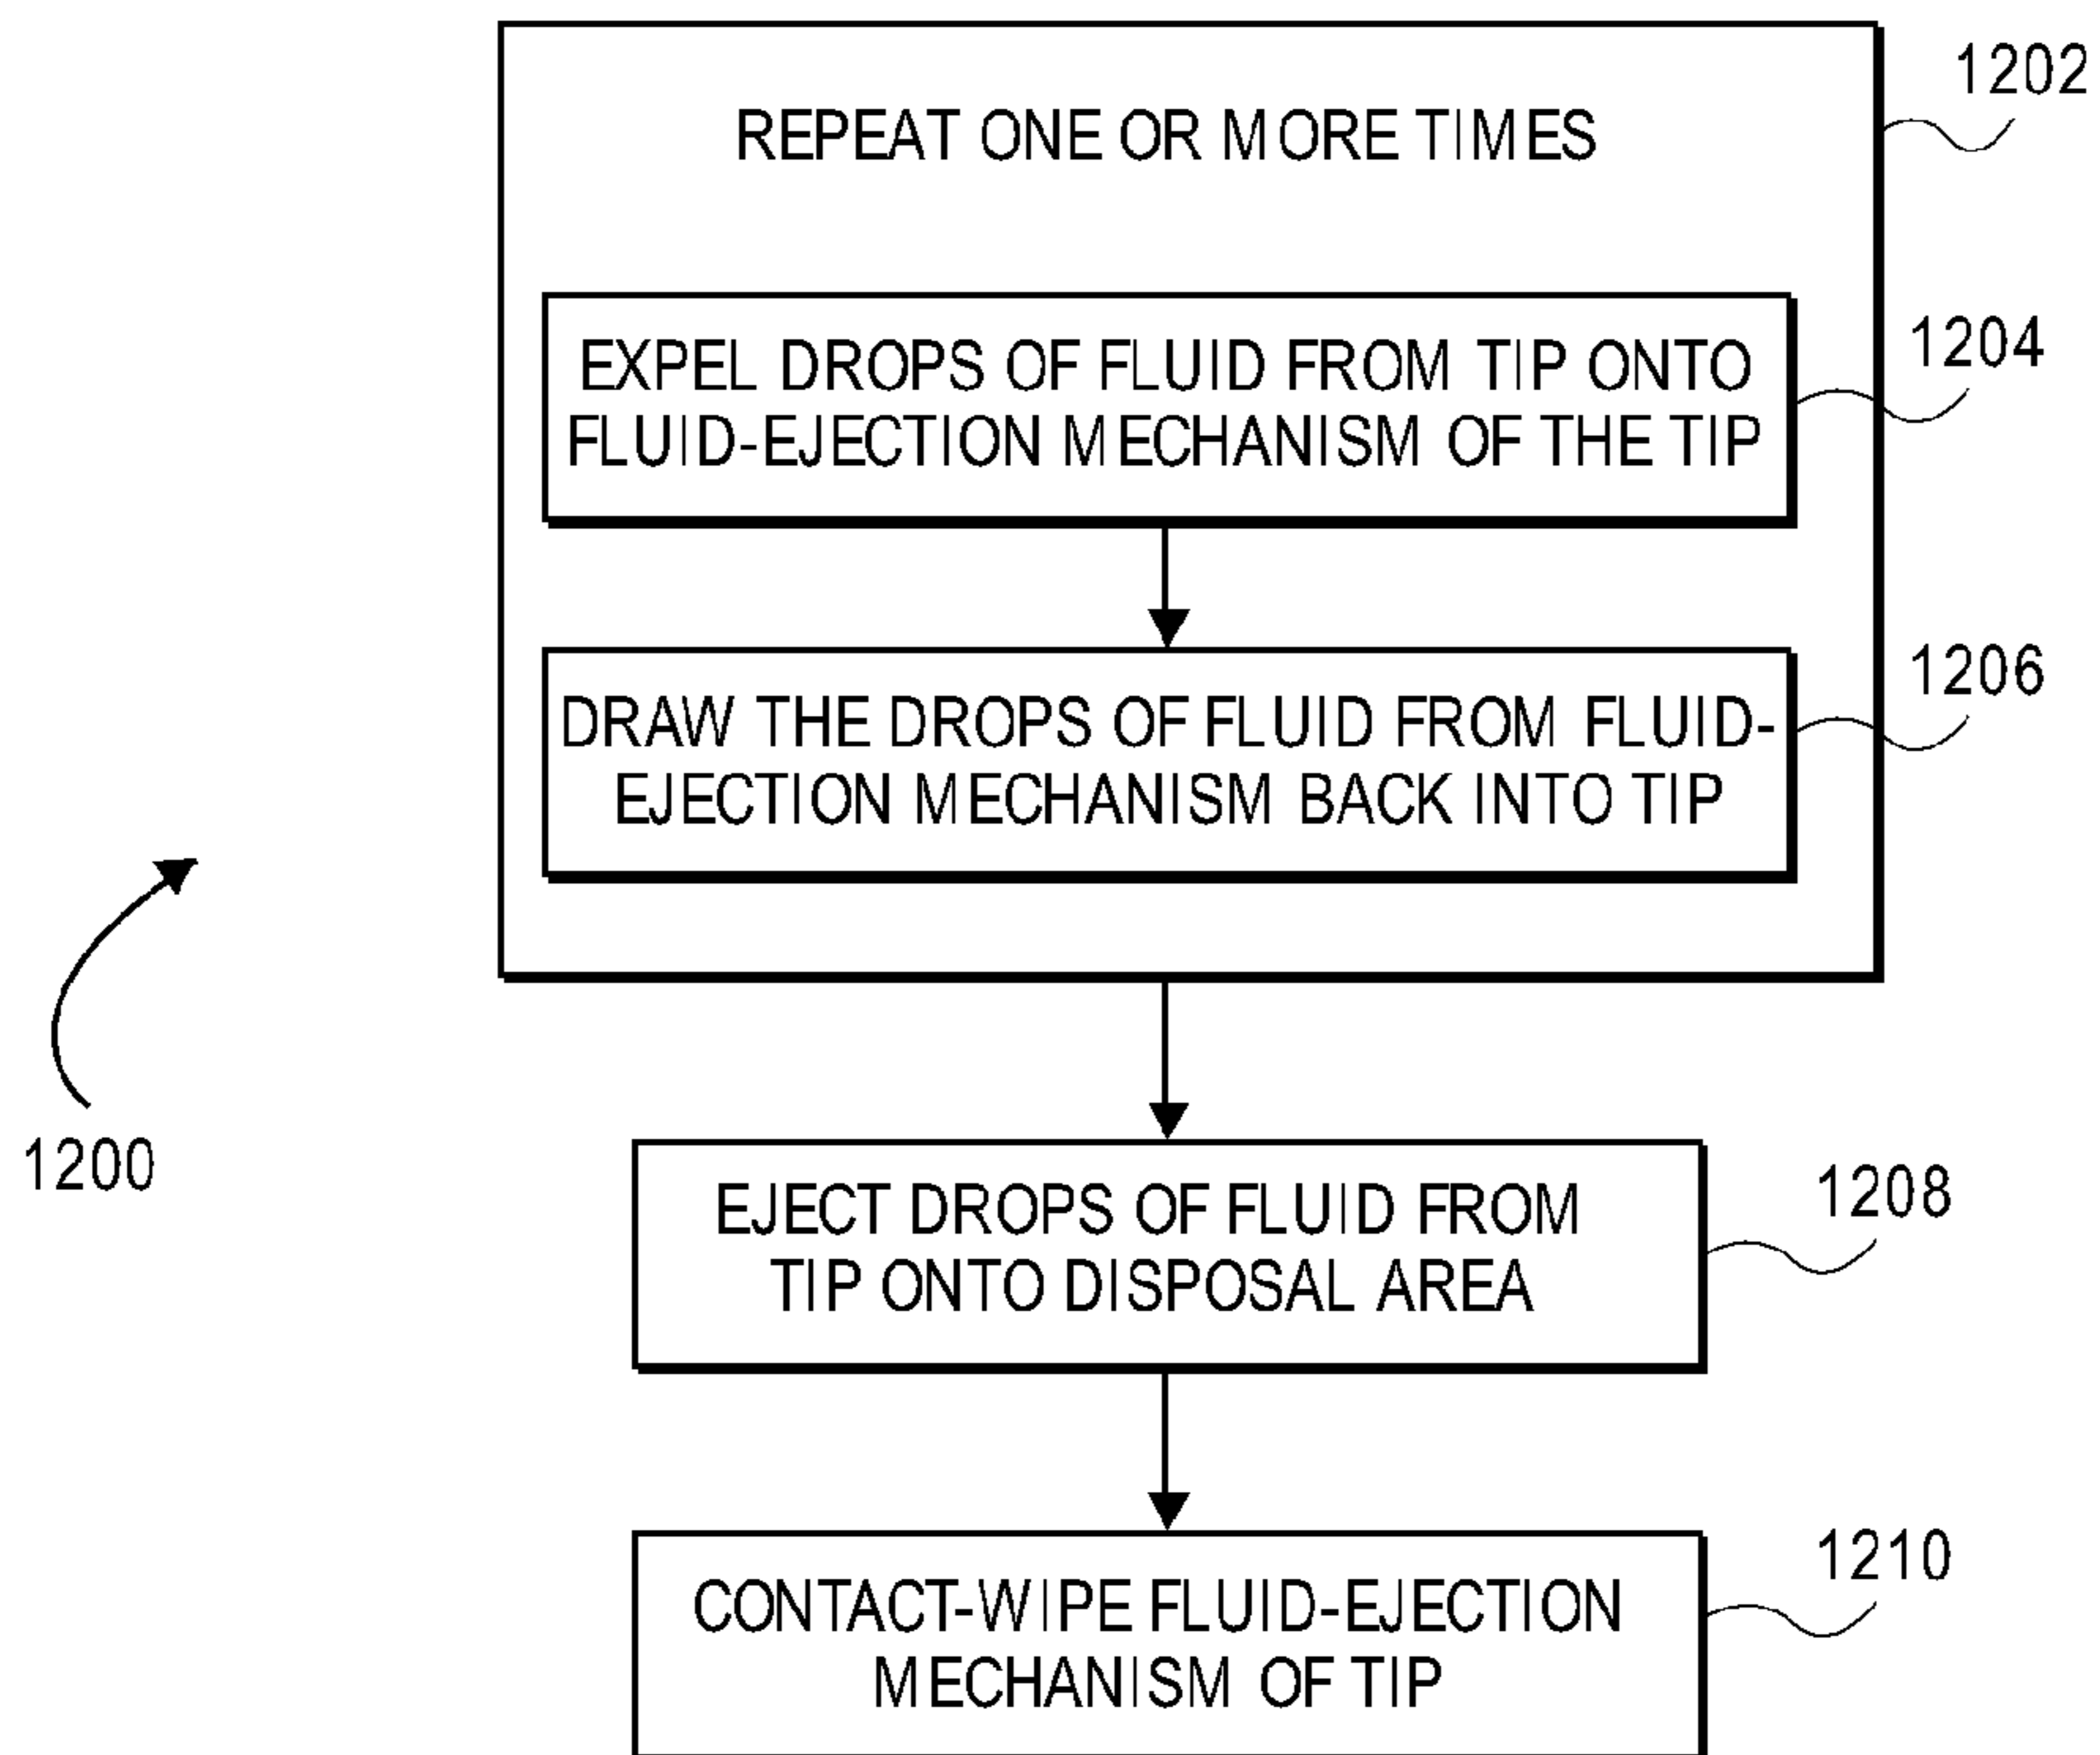 1202
REPEAT ONE OR MORE TIMES
1204
EXPEL DROPS OF FLUID FROM TIP ONTO
FLUID-EJECTION MECHANISM OF THE TIP
1206
DRAW THE DROPS OF FLUID FROM FLUID-
EJECTION MECHANISM BACK INTO TIP
1200
1208
EJECT DROPS OF FLUID FROM
TIP ONTO DISPOSAL AREA
1210
CONTACT-WIPE FLUID-EJECTION
MECHANISM OF TIP